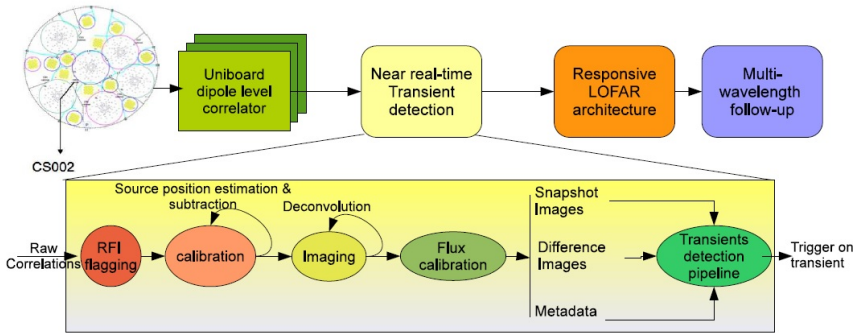 CS002
Uniboard
dipole level
correlator
Near real-time
Transient
detection
Responsive
LOFAR
architecture
Multi-
wavelength
follow-up
Source position estimation &
subtraction
Deconvolution
Raw
Correlations
RFI
flagging
calibration
Imaging
Flux
calibration
Snapshot
Images
Difference
Images
Metadata
Transients
detection
pipeline
Trigger on
transient